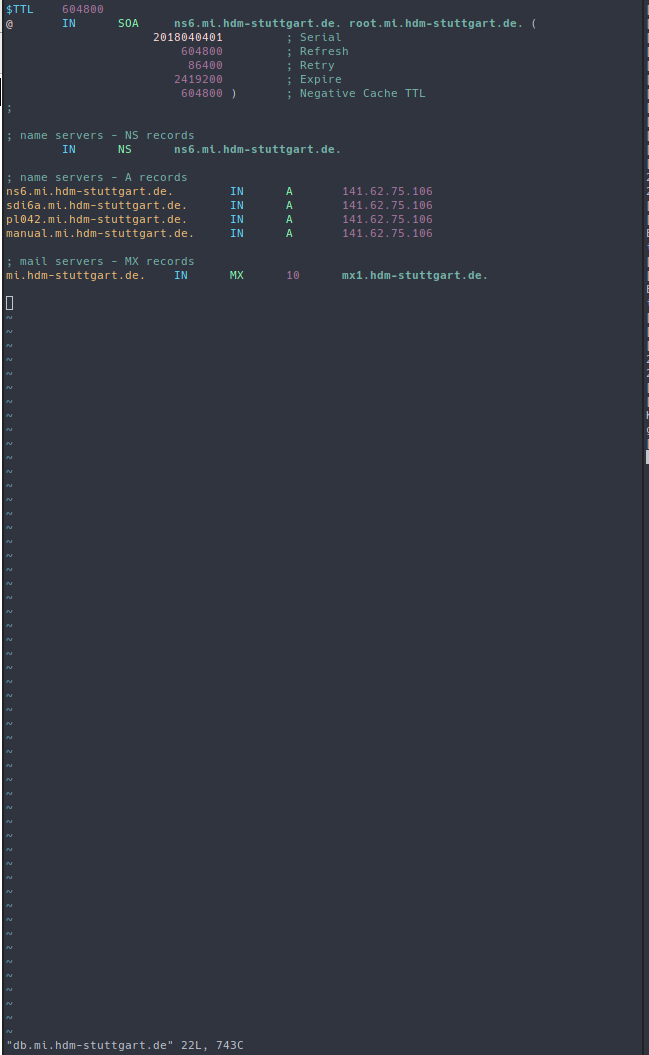 $TTL 604800
@ IN SOA ns6.mi.hdm-stuttgart.de. root.mi.hdm-stuttgart.de. (
2018040401 ; Serial
604800 ; Refresh
86400 ; Retry
2419200 ; Expire
604800 ) ; Negative Cache TTL
;
; name servers - NS records
IN NS ns6.mi.hdm-stuttgart.de.
; name servers - A records
ns6.mi.hdm-stuttgart.de. IN A 141.62.75.106
sdi6a.mi.hdm-stuttgart.de. IN A 141.62.75.106
pl042.mi.hdm-stuttgart.de. IN A 141.62.75.106
manual.mi.hdm-stuttgart.de. IN A 141.62.75.106
; mail servers - MX records
mi.hdm-stuttgart.de. IN MX 10 mx1.hdm-stuttgart.de.
"db.mi.hdm-stuttgart.de" 22L, 743C